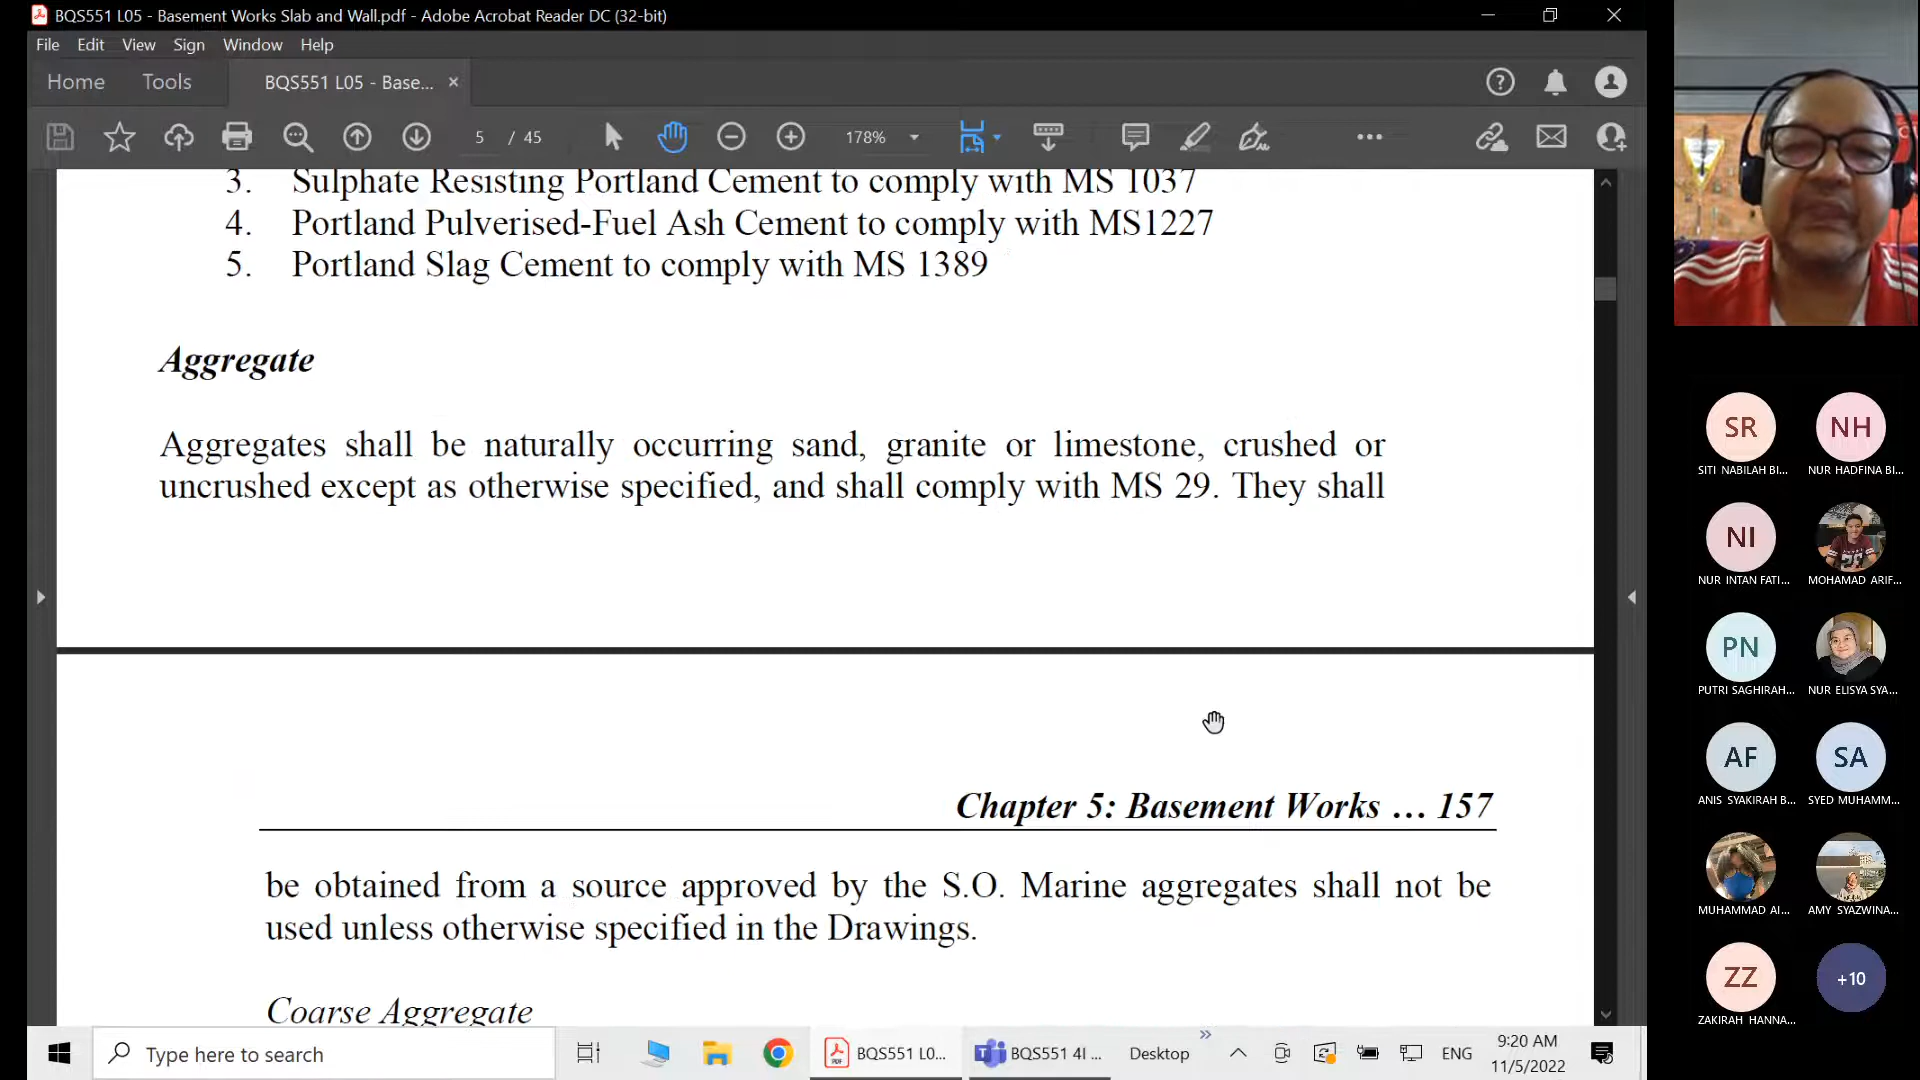 BQS551 L05 - Basement Works Slab and Wall.pdf - Adobe Acrobat Reader DC (32-bit)
File Edit View Sign Window Help
Home Tools BQS551 L05 - Base... ×
5 / 45 178%
3. Sulphate Resisting Portland Cement to comply with MS 1037
4. Portland Pulverised-Fuel Ash Cement to comply with MS1227
5. Portland Slag Cement to comply with MS 1389
Aggregate
Aggregates shall be naturally occurring sand, granite or limestone, crushed or
uncrushed except as otherwise specified, and shall comply with MS 29. They shall
Chapter 5: Basement Works ... 157
be obtained from a source approved by the S.O. Marine aggregates shall not be
used unless otherwise specified in the Drawings.
Coarse Aggregate
SR NH
SITI NABILAH BI... NUR HADFINA BI...
NI
NUR INTAN FATI... MOHAMAD ARIF...
PN
PUTRI SAGHIRAH... NUR ELISYA SYA...
AF SA
ANIS SYAKIRAH B... SYED MUHAMM...
MUHAMMAD AI... AMY SYAZWINA...
ZZ +10
ZAKIRAH HANNA...
Type here to search BQS551 L0... BQS551 4I ... Desktop ENG
9:20 AM
11/5/2022